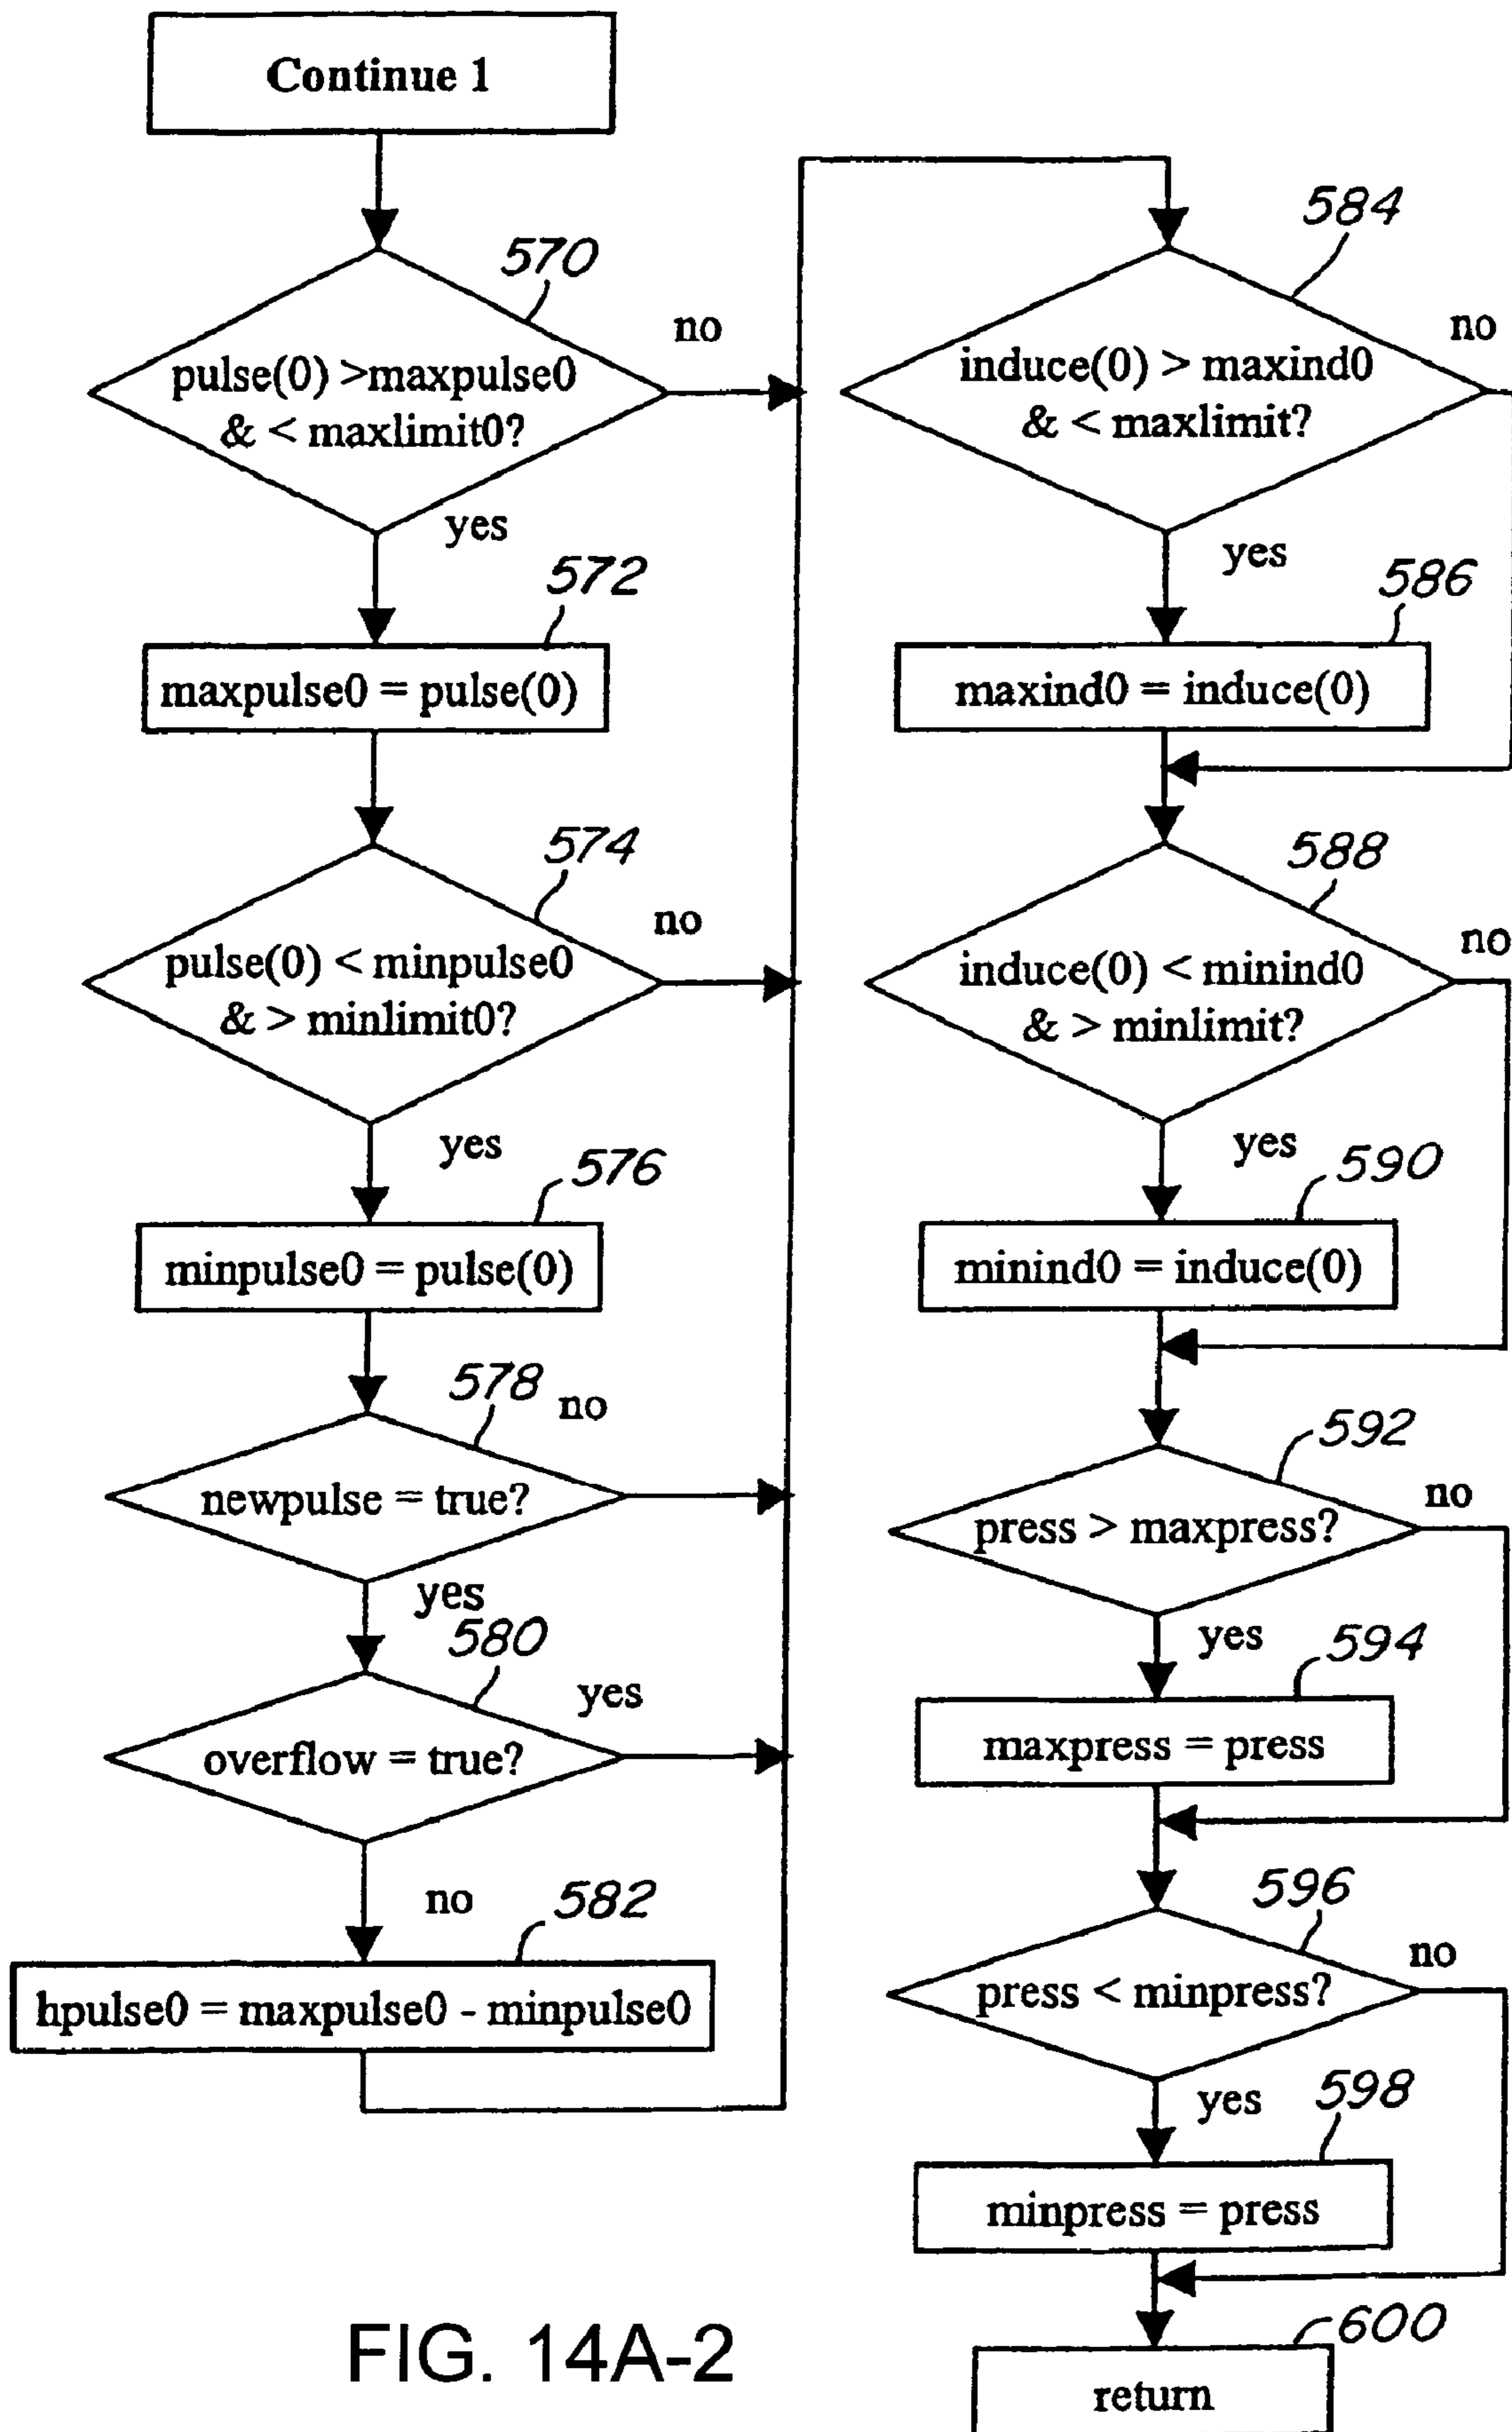 Continue 1
570
pulse(0) >maxpulse0
& < maxlimit0?
no
yes
572
maxpulse0 = pulse(0)
574
pulse(0) < minpulse0
& > minlimit0?
no
yes
576
minpulse0 = pulse(0)
578
newpulse = true?
no
yes
580
overflow = true?
yes
no
582
hpulse0 = maxpulse0 - minpulse0
584
induce(0) > maxind0
& < maxlimit?
no
yes
586
maxind0 = induce(0)
588
induce(0) < minind0
& > minlimit?
no
yes
590
minind0 = induce(0)
592
press > maxpress?
no
yes
594
maxpress = press
596
press < minpress?
no
yes
598
minpress = press
600
return
FIG. 14A-2